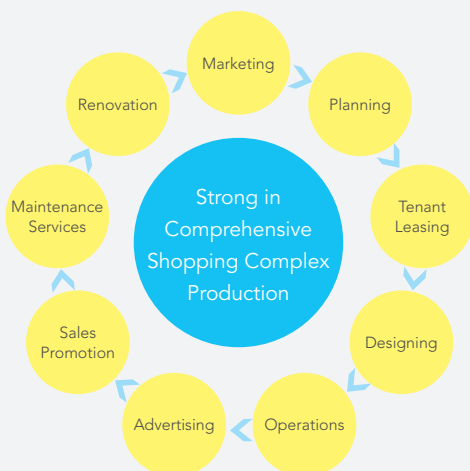 Marketing
Planning
Tenant
Leasing
Designing
Operations
Advertising
Sales
Promotion
Maintenance
Services
Renovation
Strong in
Comprehensive
Shopping Complex
Production